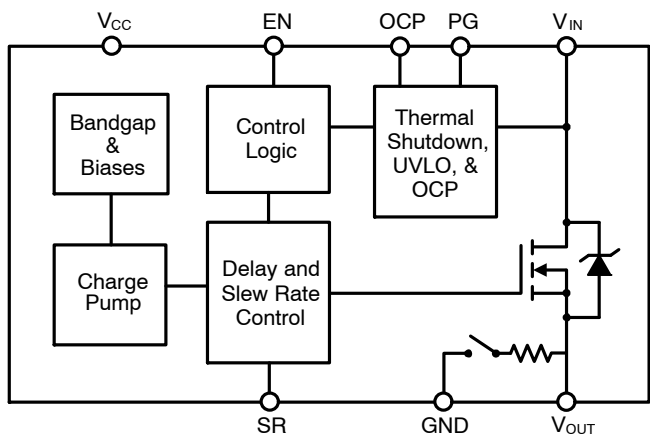 VCC EN OCP PG VIN
Bandgap
&
Biases
Control
Logic
Thermal
Shutdown,
UVLO, &
OCP
Charge
Pump
Delay and
Slew Rate
Control
SR GND VOUT